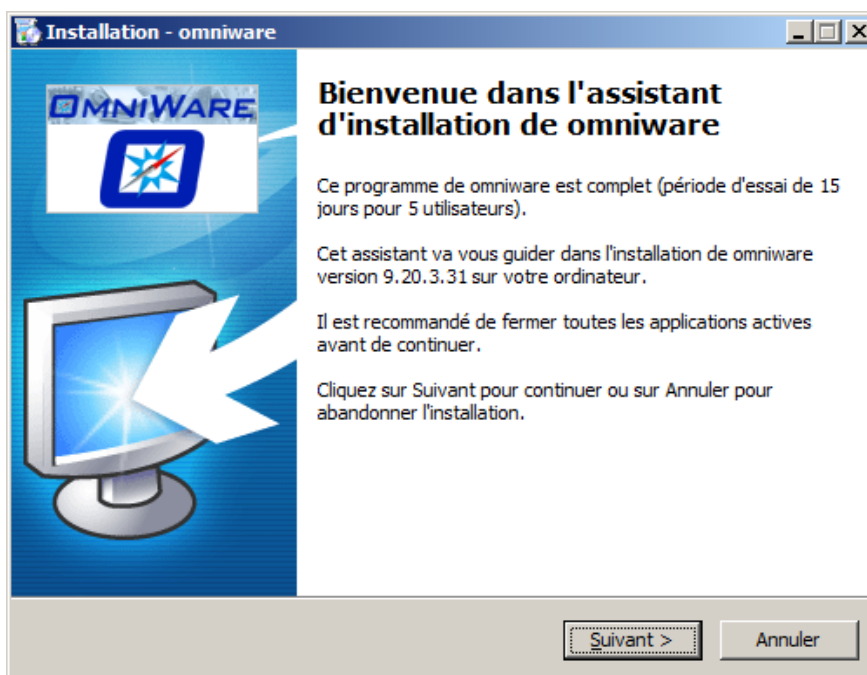 Installation - omniware
OMNIWARE
Bienvenue dans l'assistant
d'installation de omniware
Ce programme de omniware est complet (période d'essai de 15
jours pour 5 utilisateurs).
Cet assistant va vous guider dans l'installation de omniware
version 9.20.3.31 sur votre ordinateur.
Il est recommandé de fermer toutes les applications actives
avant de continuer.
Cliquez sur Suivant pour continuer ou sur Annuler pour
abandonner l'installation.
Suivant >
Annuler